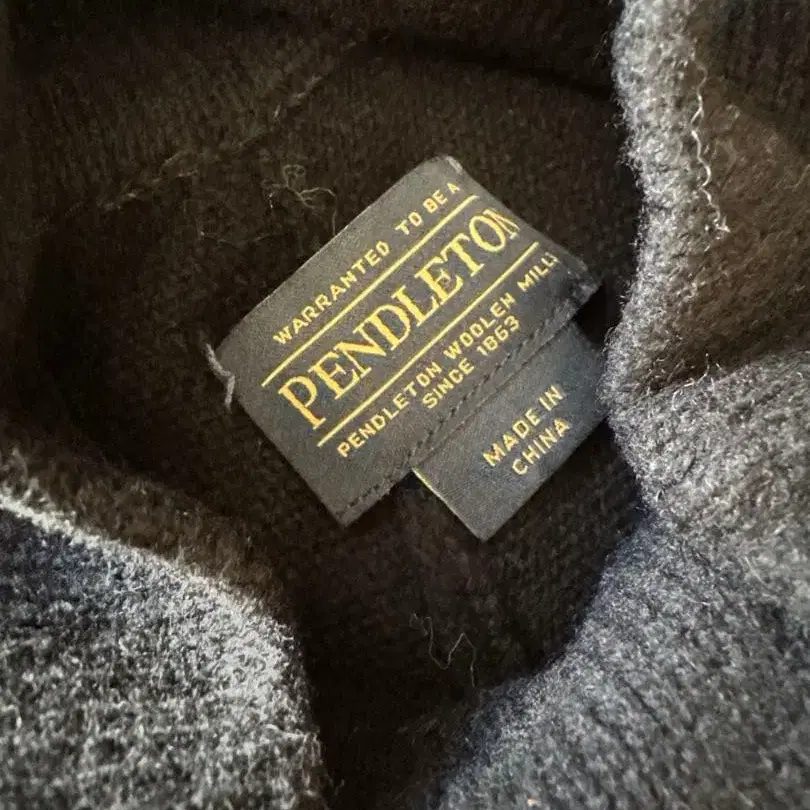 WARRANTED TO BE A
PENDLETON
PENDLETON WOOLEN MILLS
SINCE 1863
MADE IN
CHINA